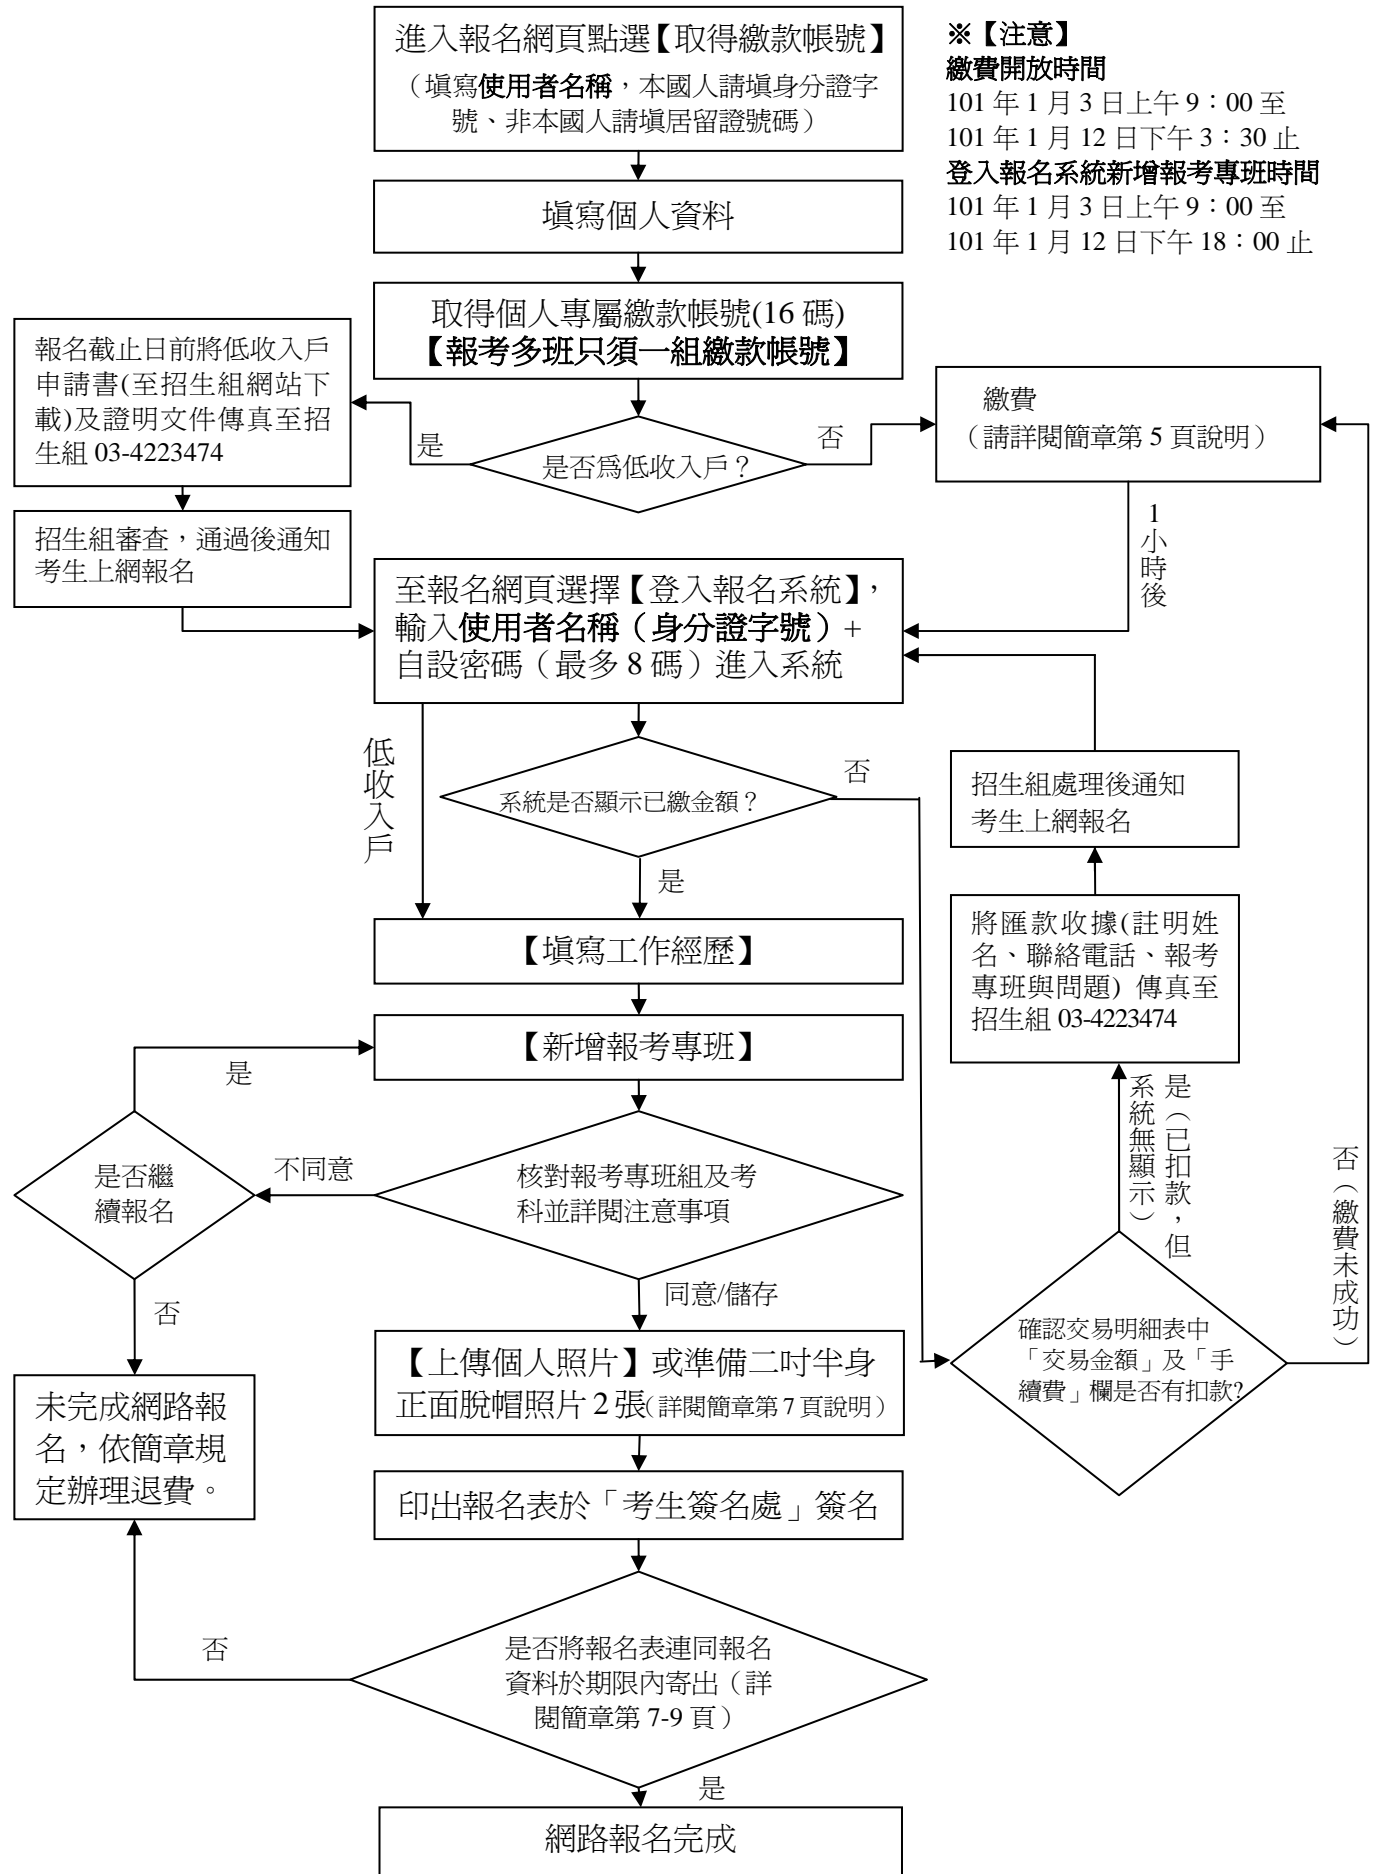 進入報名網頁點選【取得繳款帳號】
（填寫使用者名稱，本國人請填身分證字
號、非本國人請填居留證號碼）
※【注意】
繳費開放時間
101 年 1 月 3 日上午 9：00 至
101 年 1 月 12 日下午 3：30 止
登入報名系統新增報考專班時間
101 年 1 月 3 日上午 9：00 至
101 年 1 月 12 日下午 18：00 止
填寫個人資料
取得個人專屬繳款帳號(16 碼)
【報考多班只須一組繳款帳號】
報名截止日前將低收入戶
申請書(至招生組網站下
載)及證明文件傳真至招
生組 03-4223474
是
是否為低收入戶？
否
繳費
（請詳閱簡章第 5 頁說明）
招生組審查，通過後通知
考生上網報名
1小時後
至報名網頁選擇【登入報名系統】，
輸入使用者名稱（身分證字號）+
自設密碼（最多 8 碼）進入系統
低收入戶
系統是否顯示已繳金額？
否
是
招生組處理後通知
考生上網報名
將匯款收據(註明姓
名、聯絡電話、報考
專班與問題) 傳真至
招生組 03-4223474
【填寫工作經歷】
【新增報考專班】
是
是否繼
續報名
不同意
核對報考專班組及考
科並詳閱注意事項
是（已扣款，但
系統無顯示）
否（繳費未成功）
否
同意/儲存
確認交易明細表中
「交易金額」及「手
續費」欄是否有扣款?
【上傳個人照片】或準備二吋半身
正面脫帽照片 2 張（詳閱簡章第 7 頁說明）
未完成網路報
名，依簡章規
定辦理退費。
印出報名表於「考生簽名處」簽名
否
是否將報名表連同報名
資料於期限內寄出（詳
閱簡章第 7-9 頁）
是
網路報名完成